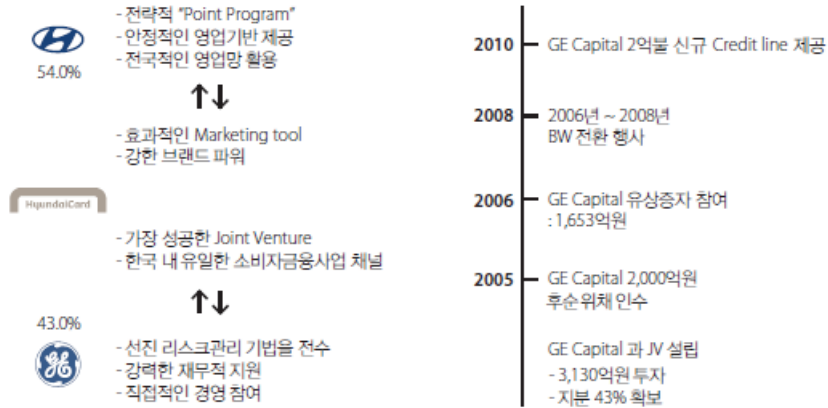 - 전략적 “Point Program”
- 안정적인 영업기반 제공
- 전국적인 영업망 활용
54.0%
- 효과적인 Marketing tool
- 강한 브랜드 파워
HyundaiCard
- 가장 성공한 Joint Venture
- 한국 내 유일한 소비자금융사업 채널
43.0%
GE
- 선진 리스크관리 기법을 전수
- 강력한 재무적 지원
- 직접적인 경영 참여
2010 GE Capital 2억불 신규 Credit line 제공
2008 2006년 ~ 2008년
BW 전환 행사
2006 GE Capital 유상증자 참여
: 1,653억원
2005 GE Capital 2,000억원
후순위채 인수
GE Capital 과 JV 설립
- 3,130억원 투자
- 지분 43% 확보